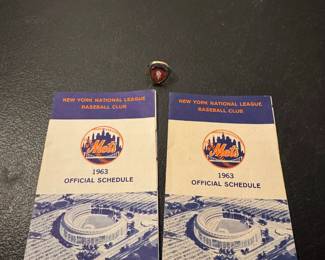 NEW YORK NATIONAL LEAGUE
BASEBALL CLUB
Mets
1963
OFFICIAL SCHEDULE
NEW YORK NATIONAL LEAGUE
BASEBALL CLUB
Mets
1963
OFFICIAL SCHEDULE